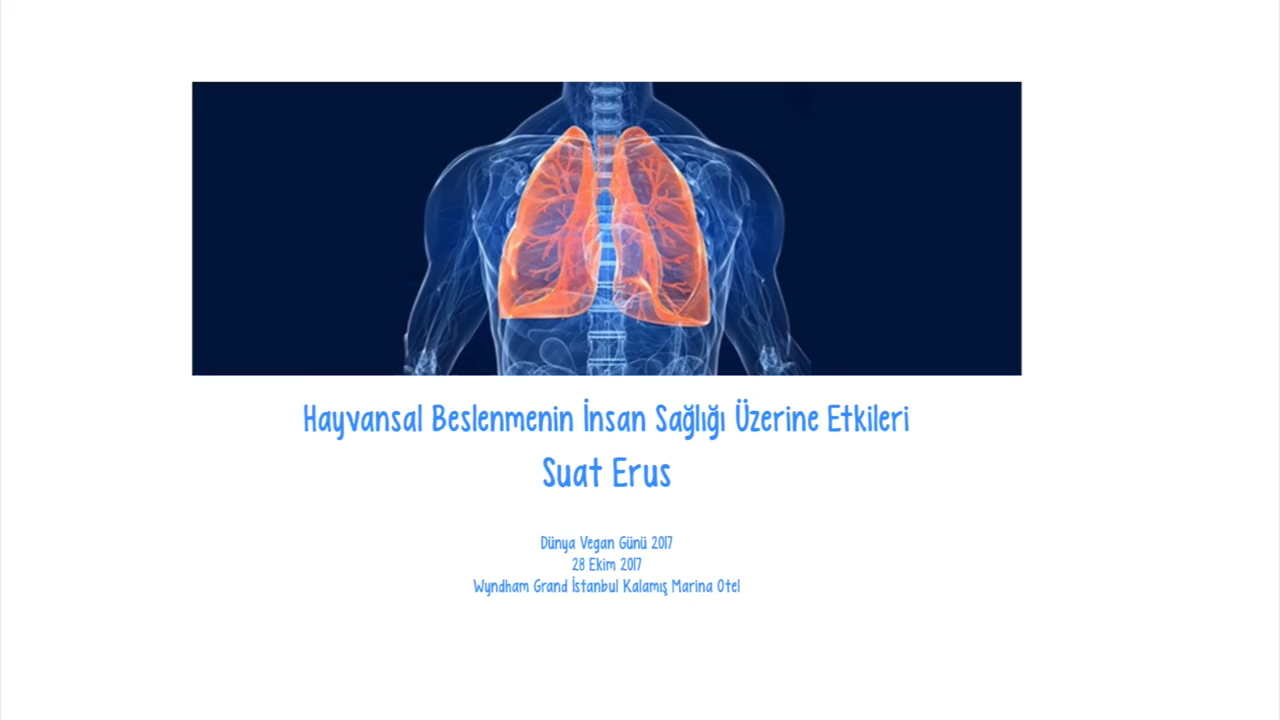 Hayvansal Beslenmenin İnsan Sağlığı Üzerine Etkileri
Suat Erus
Dünya Vegan Günü 2017
28 Ekim 2017
Wyndham Grand İstanbul Kalamış Marina Otel